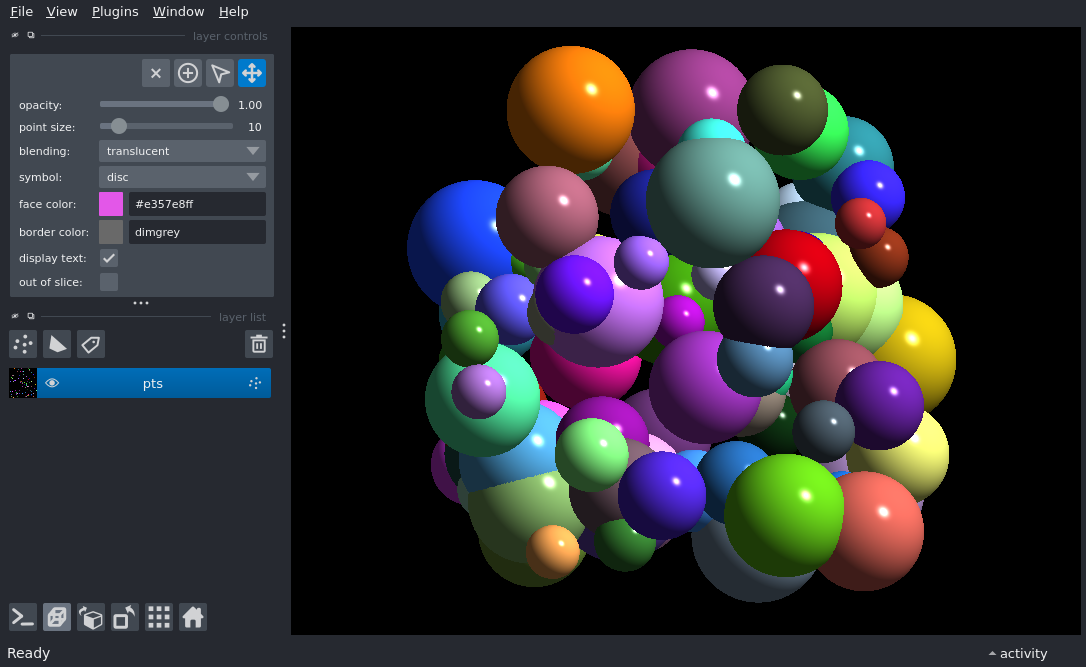 File View Plugins Window Help
layer controls
opacity: 1.00
point size: 10
blending: translucent
symbol: disc
face color: #e357e8ff
border color: dimgrey
display text:
out of slice:
layer list
pts
Ready
activity